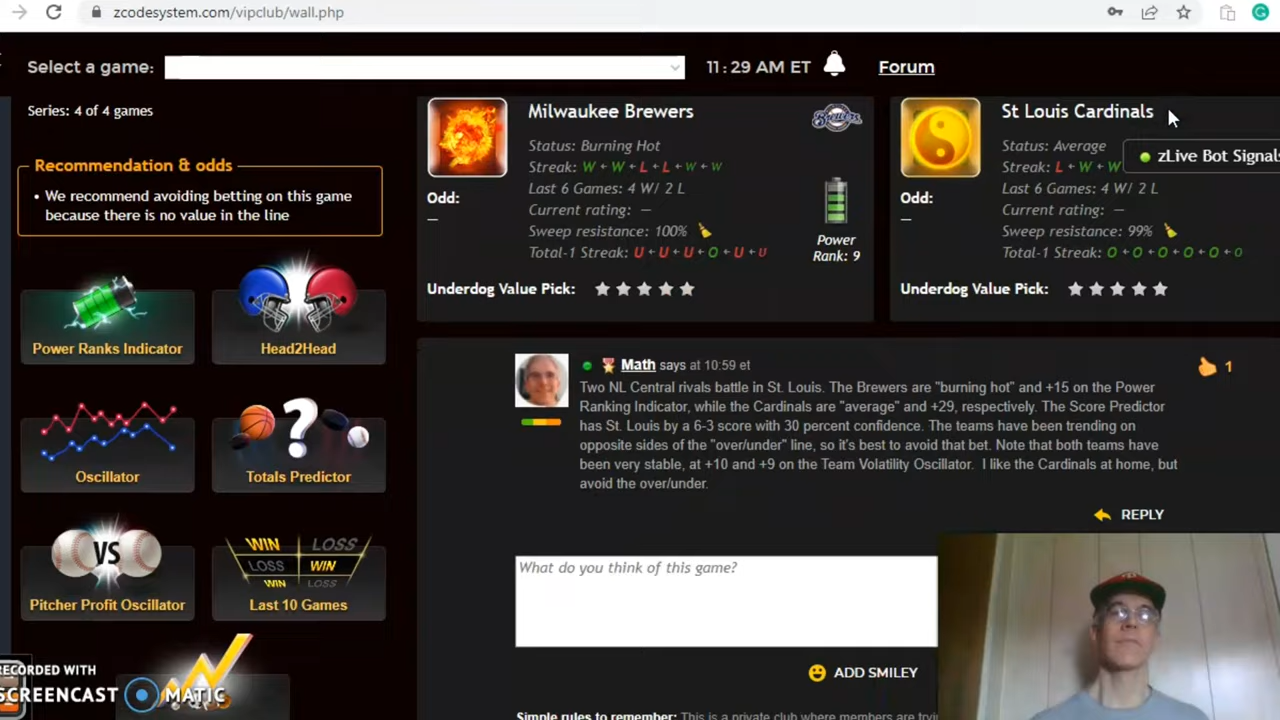 zcodesystem.com/vipclub/wall.php
Select a game:
11:29 AM ET
Forum
Series: 4 of 4 games
Recommendation & odds
• We recommend avoiding betting on this game
because there is no value in the line
Power Ranks Indicator
Head2Head
Oscillator
Totals Predictor
VS
Pitcher Profit Oscillator
WIN LOSS
LOSS WIN
WIN LOSS
Last 10 Games
RECORDED WITH
SCREENCAST MATIC
Milwaukee Brewers
Brewers
Status: Burning Hot
Streak: W ← W ← L ← L ← W ← W
Odd:
Last 6 Games: 4 W/ 2 L
—
Current rating: —
Sweep resistance: 100%
Total-1 Streak: U ← U ← U ← O ← U ← U
Power
Rank: 9
Underdog Value Pick:
St Louis Cardinals
Status: Average
Streak: L ← W ← W
zLive Bot Signals
Odd:
Last 6 Games: 4 W/ 2 L
—
Current rating: —
Sweep resistance: 99%
Total-1 Streak: O ← O ← O ← O ← O ← O
Underdog Value Pick:
Math says at 10:59 et
1
Two NL Central rivals battle in St. Louis. The Brewers are "burning hot" and +15 on the Power
Ranking Indicator, while the Cardinals are "average" and +29, respectively. The Score Predictor
has St. Louis by a 6-3 score with 30 percent confidence. The teams have been trending on
opposite sides of the "over/under" line, so it's best to avoid that bet. Note that both teams have
been very stable, at +10 and +9 on the Team Volatility Oscillator. I like the Cardinals at home, but
avoid the over/under.
REPLY
What do you think of this game?
ADD SMILEY
Simple rules to remember: This is a private club where members are